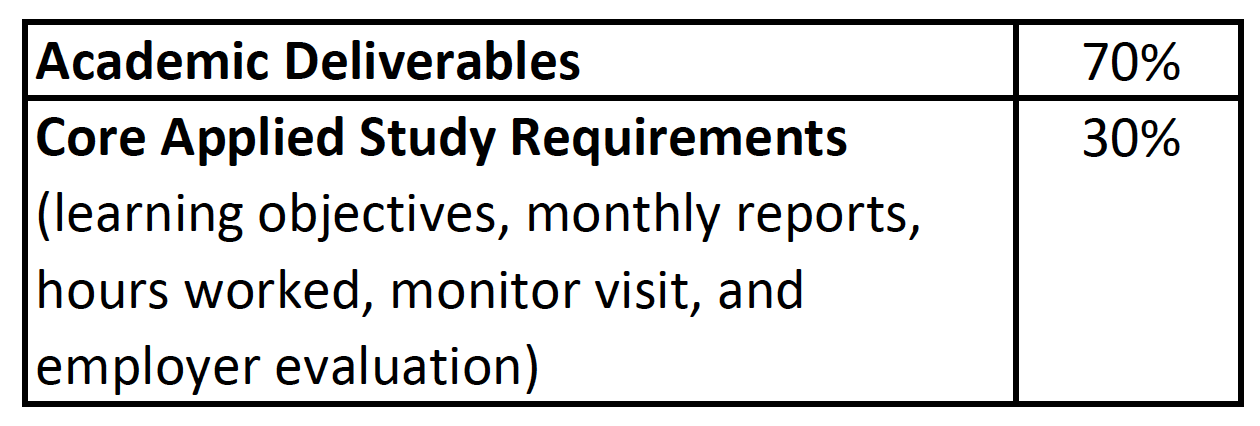 Academic Deliverables 70%
Core Applied Study Requirements 30%
(learning objectives, monthly reports,
hours worked, monitor visit, and
employer evaluation)